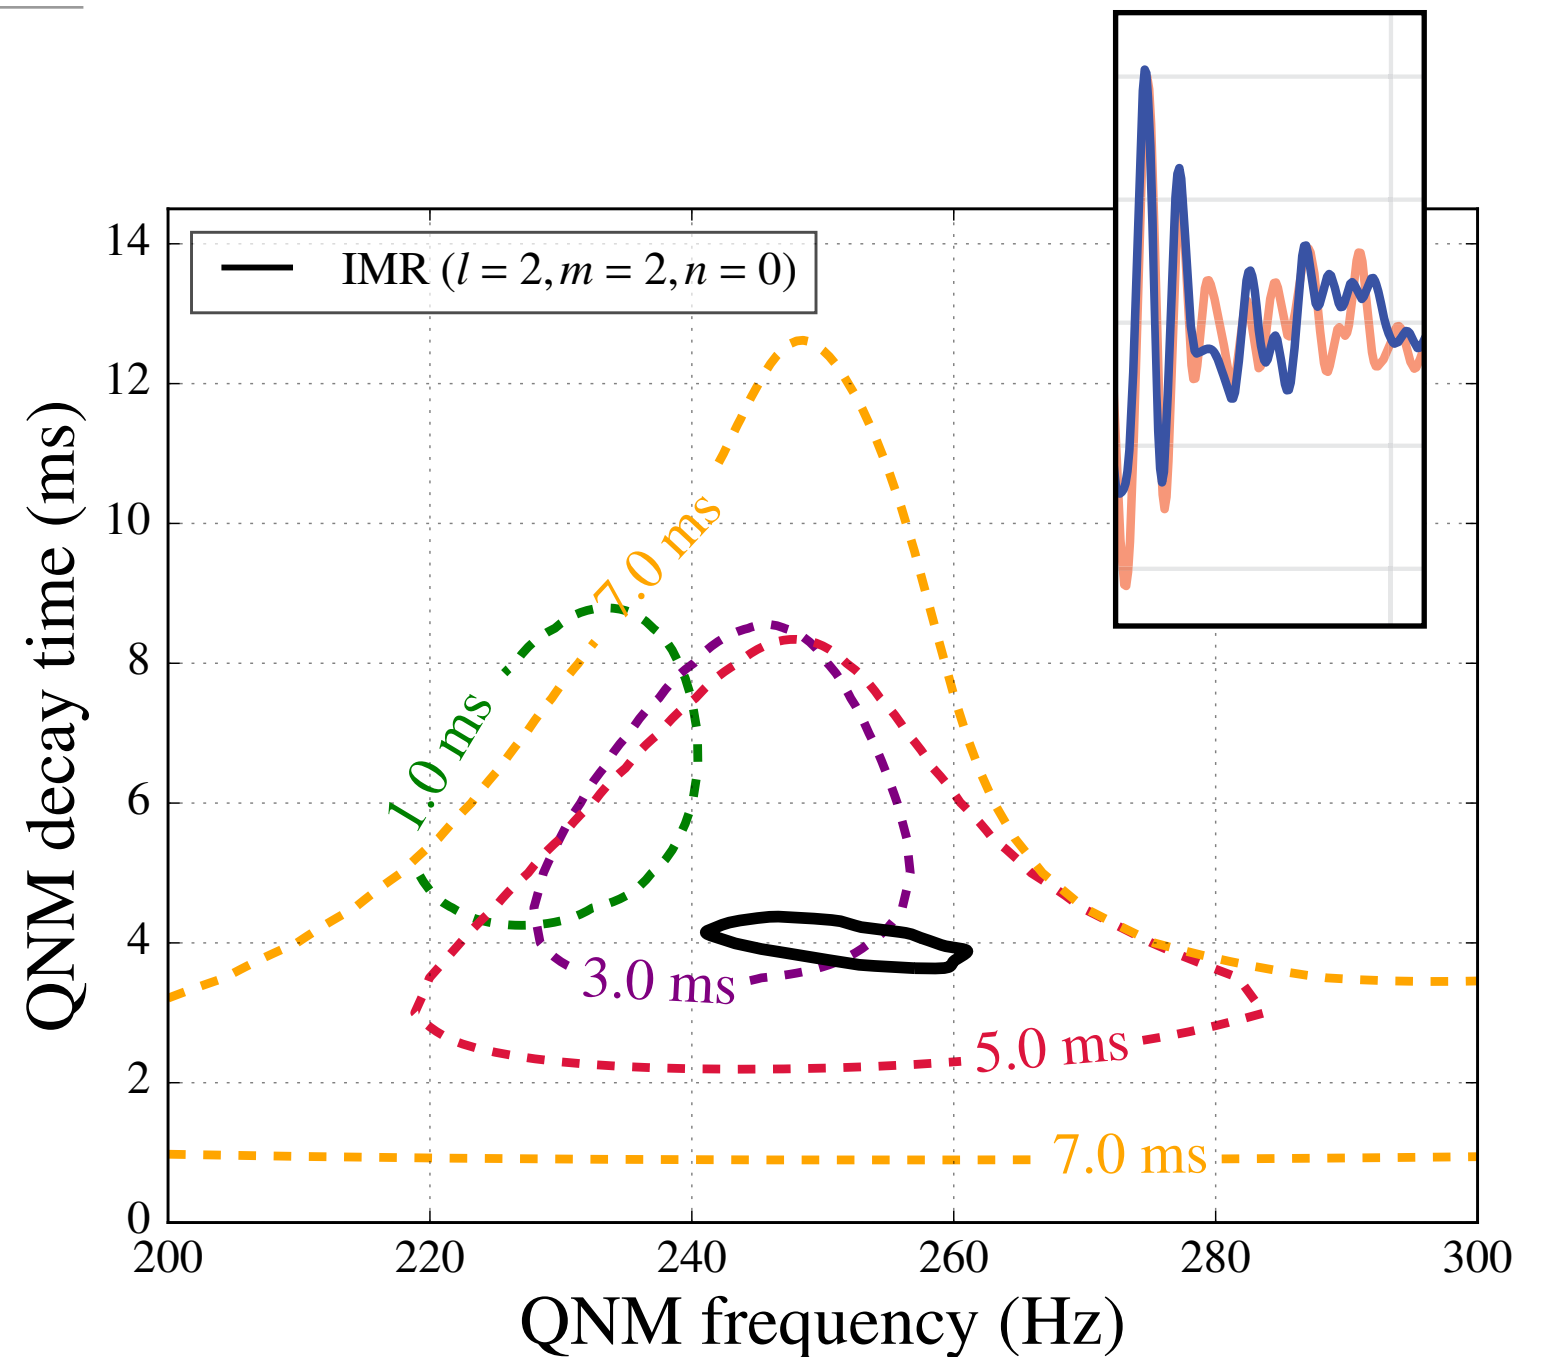 IMR (l = 2, m = 2, n = 0)
14
12
10
8
6
4
2
0
QNM decay time (ms)
7.0 ms
1.0 ms
3.0 ms
5.0 ms
7.0 ms
200 220 240 260 280 300
QNM frequency (Hz)